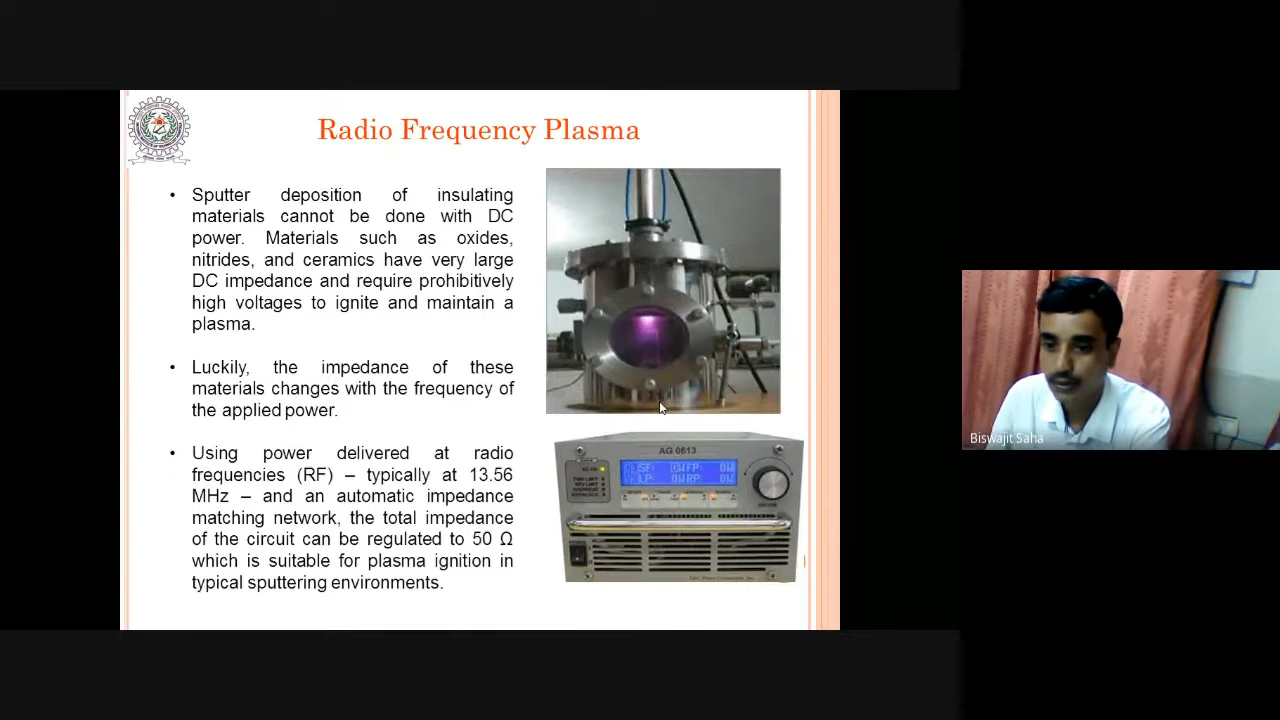 Radio Frequency Plasma
• Sputter deposition of insulating
materials cannot be done with DC
power. Materials such as oxides,
nitrides, and ceramics have very large
DC impedance and require prohibitively
high voltages to ignite and maintain a
plasma.
• Luckily, the impedance of these
materials changes with the frequency of
the applied power.
• Using power delivered at radio
frequencies (RF) – typically at 13.56
MHz – and an automatic impedance
matching network, the total impedance
of the circuit can be regulated to 50 Ω
which is suitable for plasma ignition in
typical sputtering environments.
AG 0613
POWER
Biswajit Saha